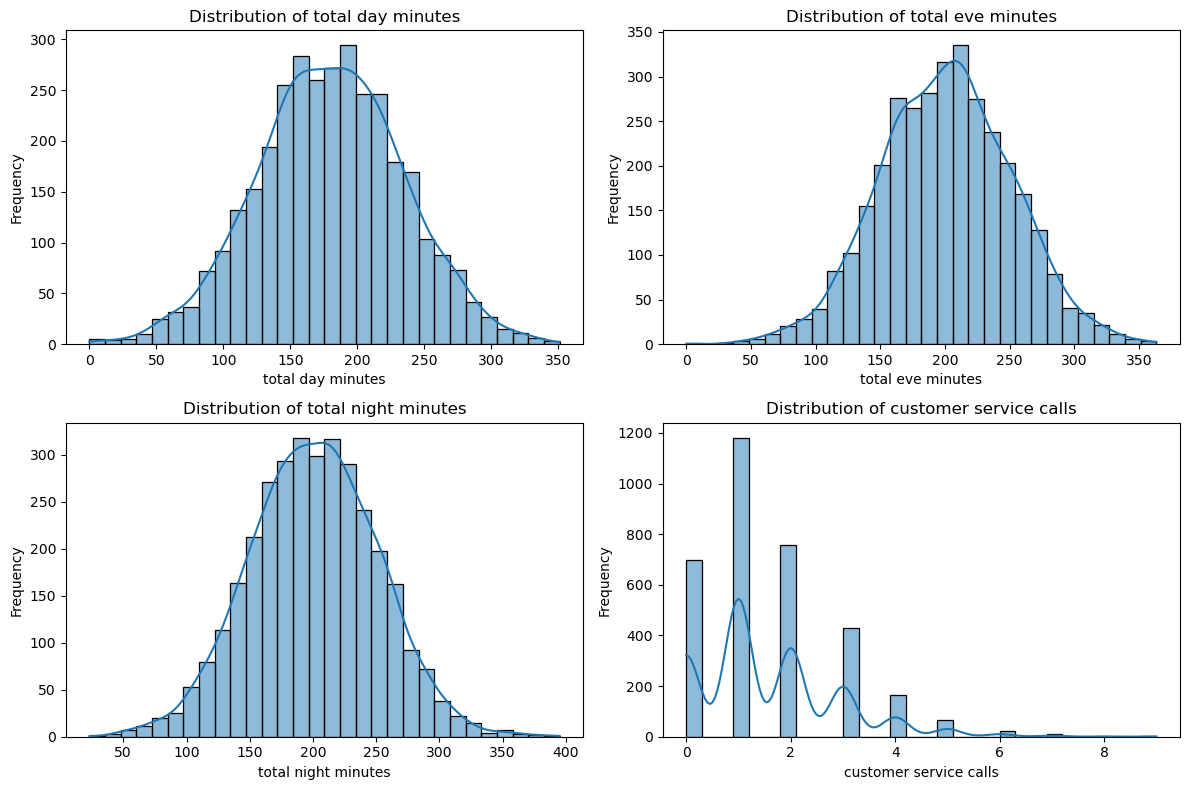 Distribution of total day minutes
300
250
200
150
100
50
0
Frequency
0 50 100 150 200 250 300 350
total day minutes
Distribution of total eve minutes
350
300
250
200
150
100
50
0
Frequency
0 50 100 150 200 250 300 350
total eve minutes
Distribution of total night minutes
300
250
200
150
100
50
0
Frequency
50 100 150 200 250 300 350 400
total night minutes
Distribution of customer service calls
1200
1000
800
600
400
200
0
Frequency
0 2 4 6 8
customer service calls